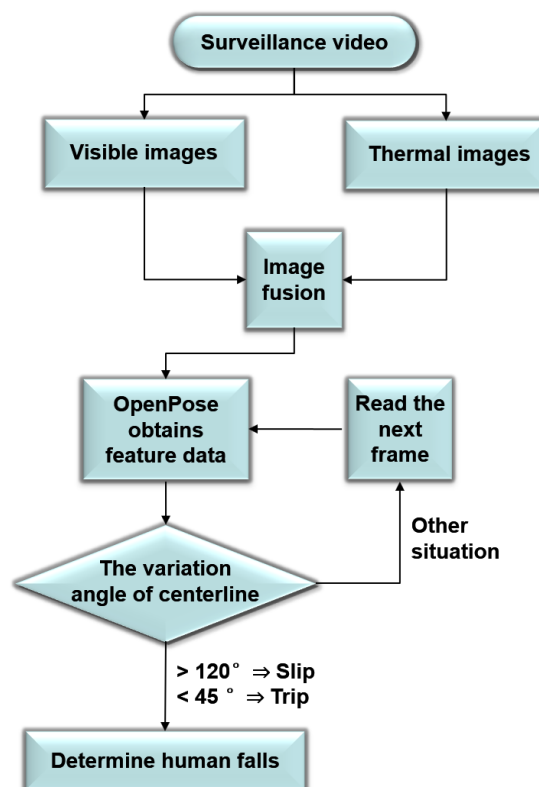 Surveillance video
Visible images
Thermal images
Image
fusion
OpenPose
obtains
feature data
Read the
next
frame
Other
situation
The variation
angle of centerline
> 120° ⇒ Slip
< 45 ° ⇒ Trip
Determine human falls